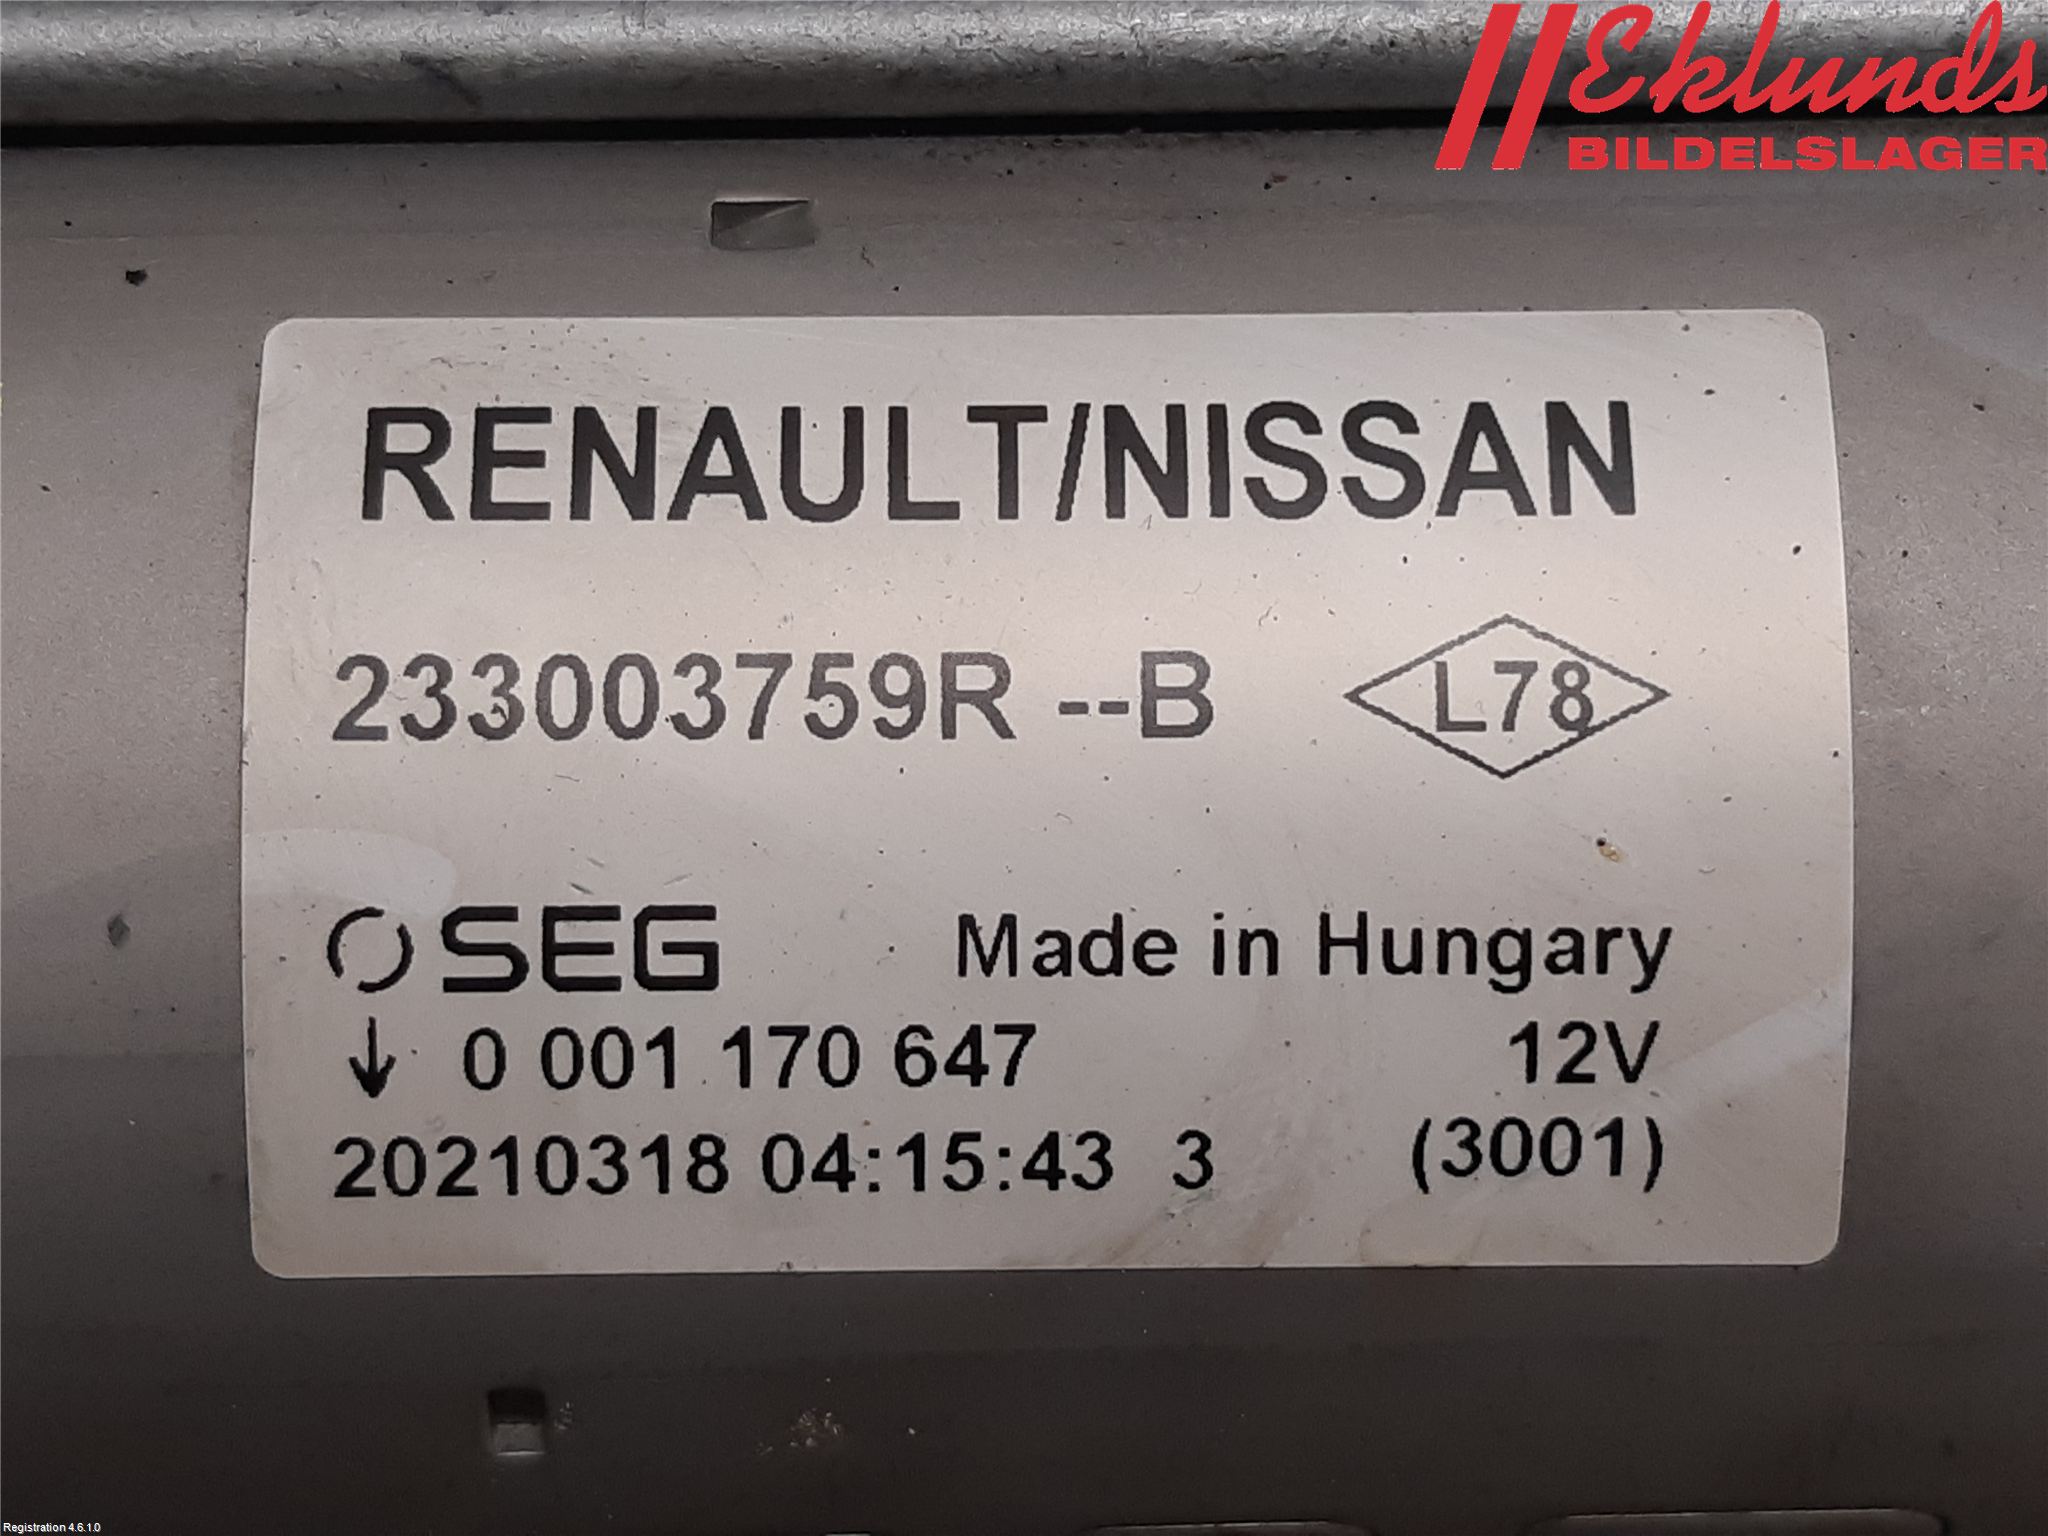 Eklunds
BILDELSLAGER
RENAULT/NISSAN
233003759R --B L78
SEG Made in Hungary
↓ 0 001 170 647 12V
20210318 04:15:43 3 (3001)
Registration 4.6.1.0